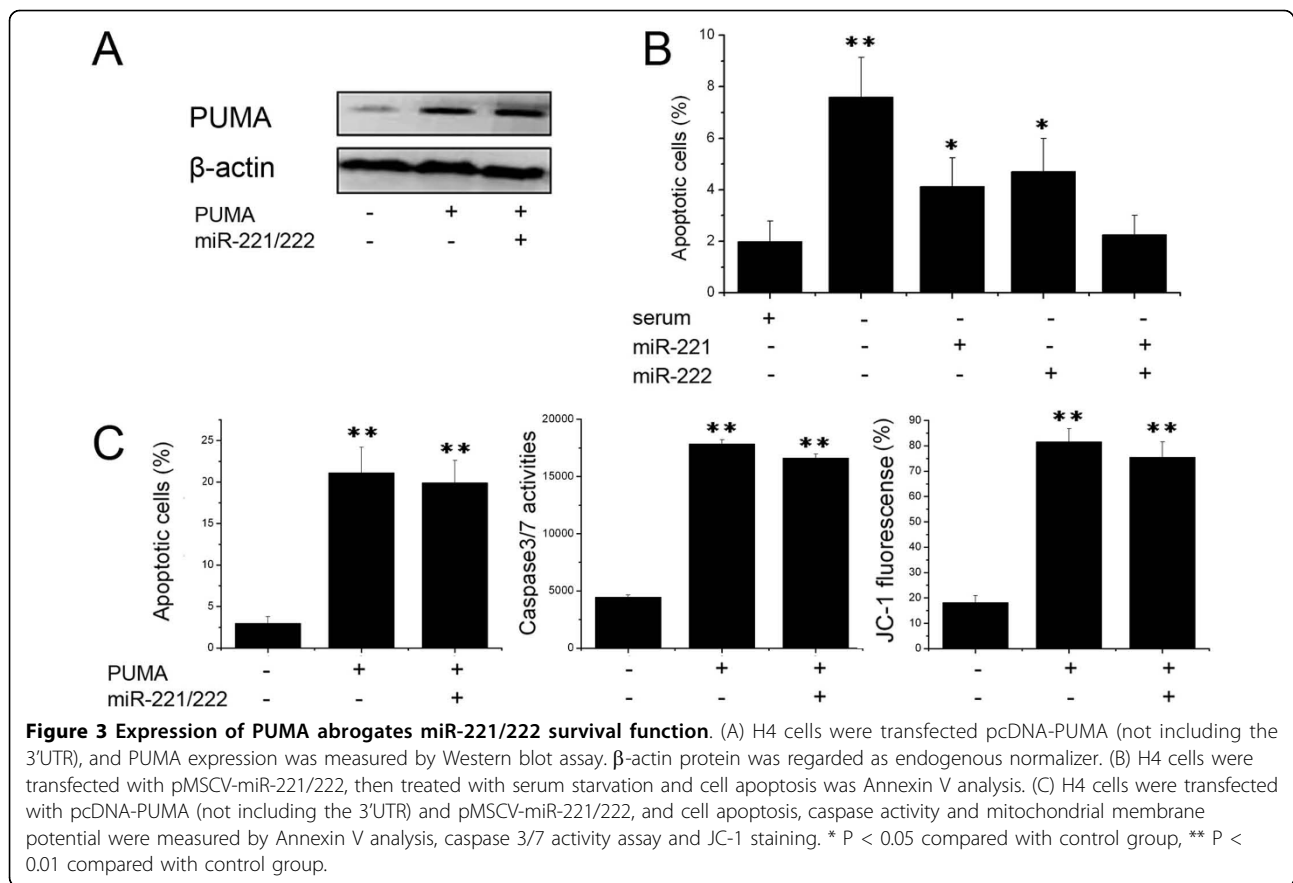 A
PUMA
β-actin
PUMA - + +
miR-221/222 - - +
B
Apoptotic cells (%)
10
8
6
4
2
0
** * *
serum + - - - -
miR-221 - - + - +
miR-222 - - - + +
C
Apoptotic cells (%)
25
20
15
10
5
0
** **
Caspase3/7 activities
20000
15000
10000
5000
0
** **
JC-1 fluorescense (%)
90
80
70
60
50
40
30
20
10
0
** **
PUMA - + + - + + - + +
miR-221/222 - - + - - + - - +
Figure 3 Expression of PUMA abrogates miR-221/222 survival function. (A) H4 cells were transfected pcDNA-PUMA (not including the
3'UTR), and PUMA expression was measured by Western blot assay. β-actin protein was regarded as endogenous normalizer. (B) H4 cells were
transfected with pMSCV-miR-221/222, then treated with serum starvation and cell apoptosis was Annexin V analysis. (C) H4 cells were transfected
with pcDNA-PUMA (not including the 3'UTR) and pMSCV-miR-221/222, and cell apoptosis, caspase activity and mitochondrial membrane
potential were measured by Annexin V analysis, caspase 3/7 activity assay and JC-1 staining. * P < 0.05 compared with control group, ** P <
0.01 compared with control group.